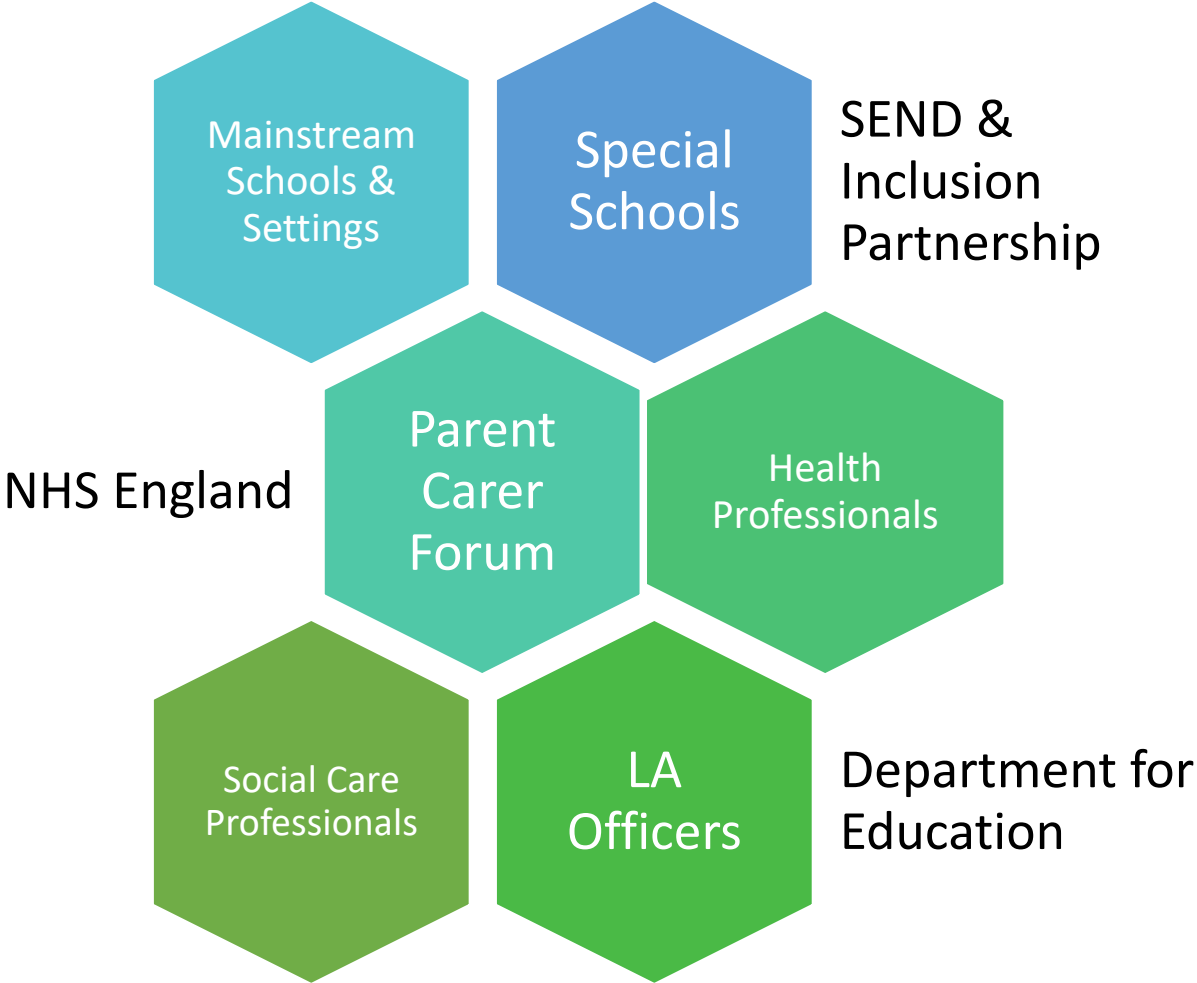 Mainstream
Schools &
Settings
Special
Schools
SEND &
Inclusion
Partnership
NHS England
Parent
Carer
Forum
Health
Professionals
Social Care
Professionals
LA
Officers
Department for
Education